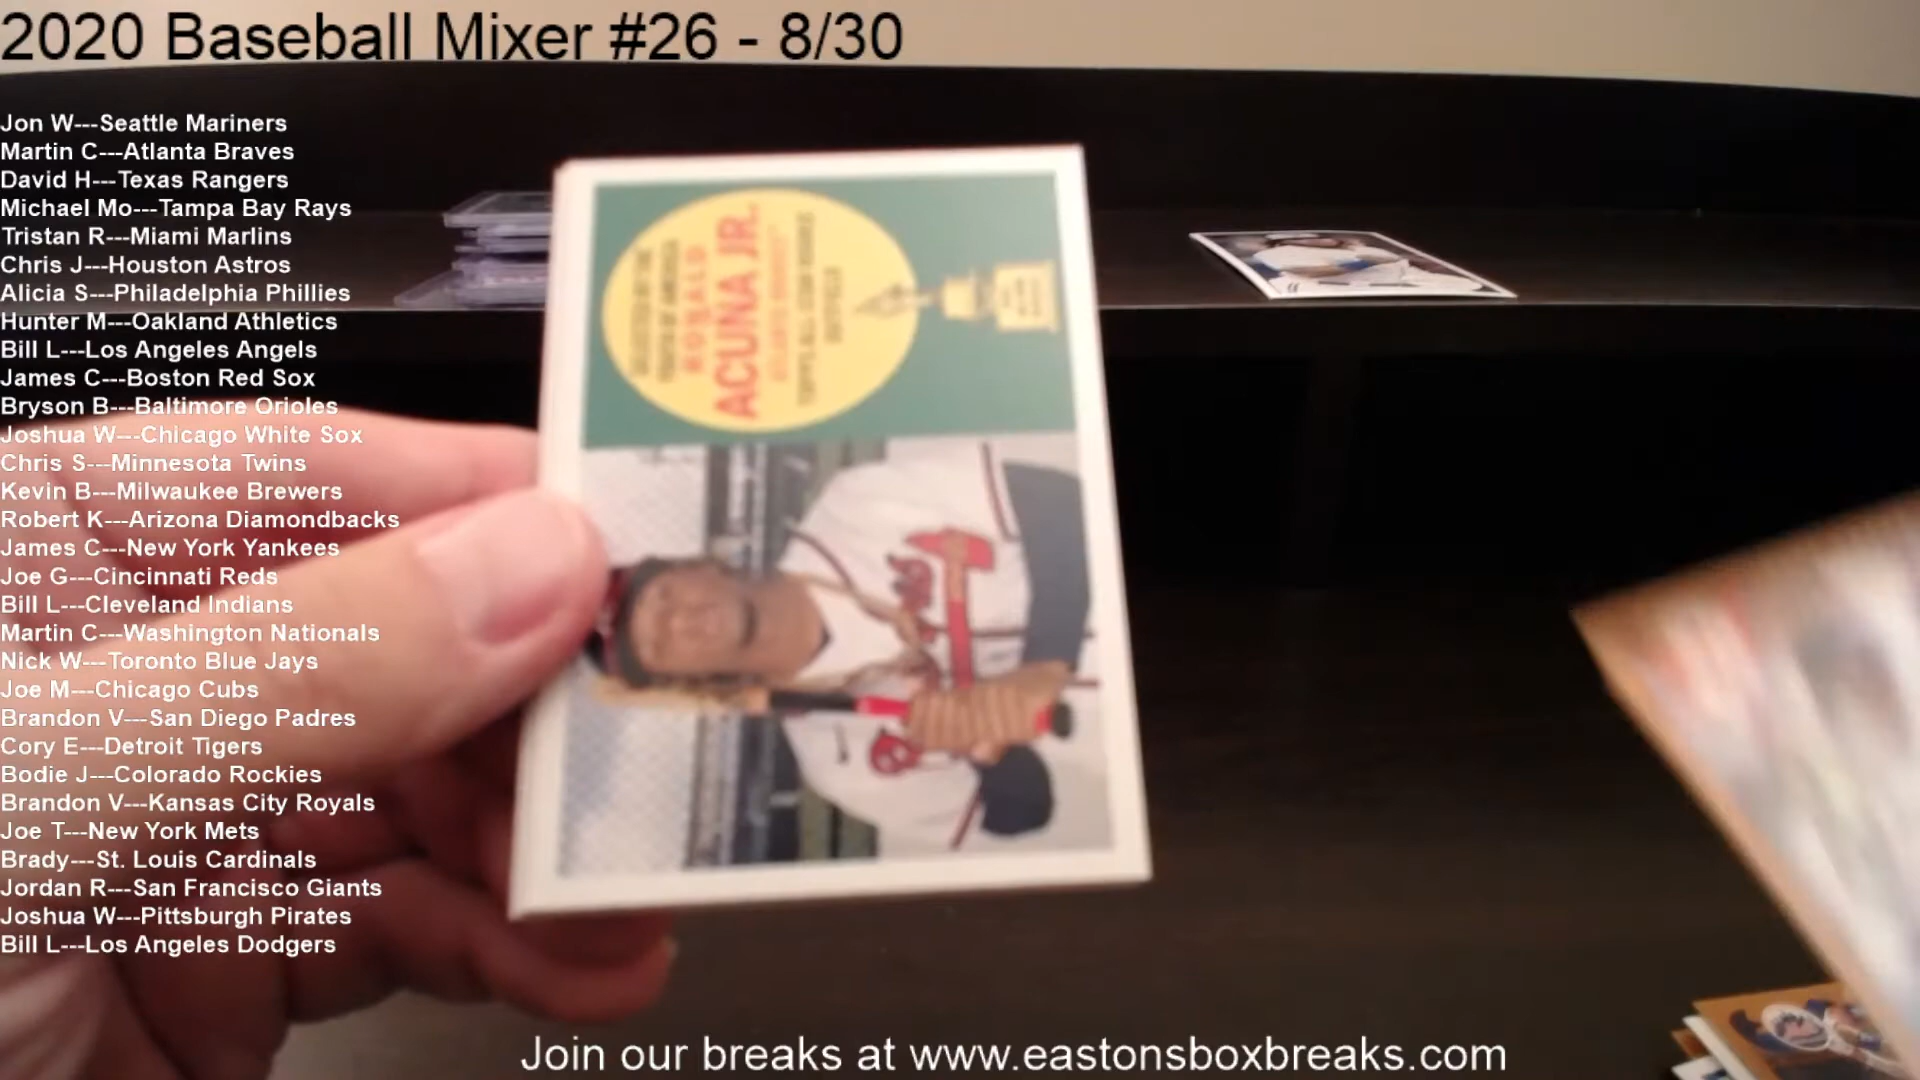 2020 Baseball Mixer #26 - 8/30
Jon W---Seattle Mariners
Martin C---Atlanta Braves
David H---Texas Rangers
Michael Mo---Tampa Bay Rays
Tristan R---Miami Marlins
Chris J---Houston Astros
Alicia S---Philadelphia Phillies
Hunter M---Oakland Athletics
Bill L---Los Angeles Angels
James C---Boston Red Sox
Bryson B---Baltimore Orioles
Joshua W---Chicago White Sox
Chris S---Minnesota Twins
Kevin B---Milwaukee Brewers
Robert K---Arizona Diamondbacks
James C---New York Yankees
Joe G---Cincinnati Reds
Bill L---Cleveland Indians
Martin C---Washington Nationals
Nick W---Toronto Blue Jays
Joe M---Chicago Cubs
Brandon V---San Diego Padres
Cory E---Detroit Tigers
Bodie J---Colorado Rockies
Brandon V---Kansas City Royals
Joe T---New York Mets
Brady---St. Louis Cardinals
Jordan R---San Francisco Giants
Joshua W---Pittsburgh Pirates
Bill L---Los Angeles Dodgers
RONALD
ACUNA JR.
ATLANTA BRAVES
OUTFIELD
Join our breaks at www.eastonsboxbreaks.com